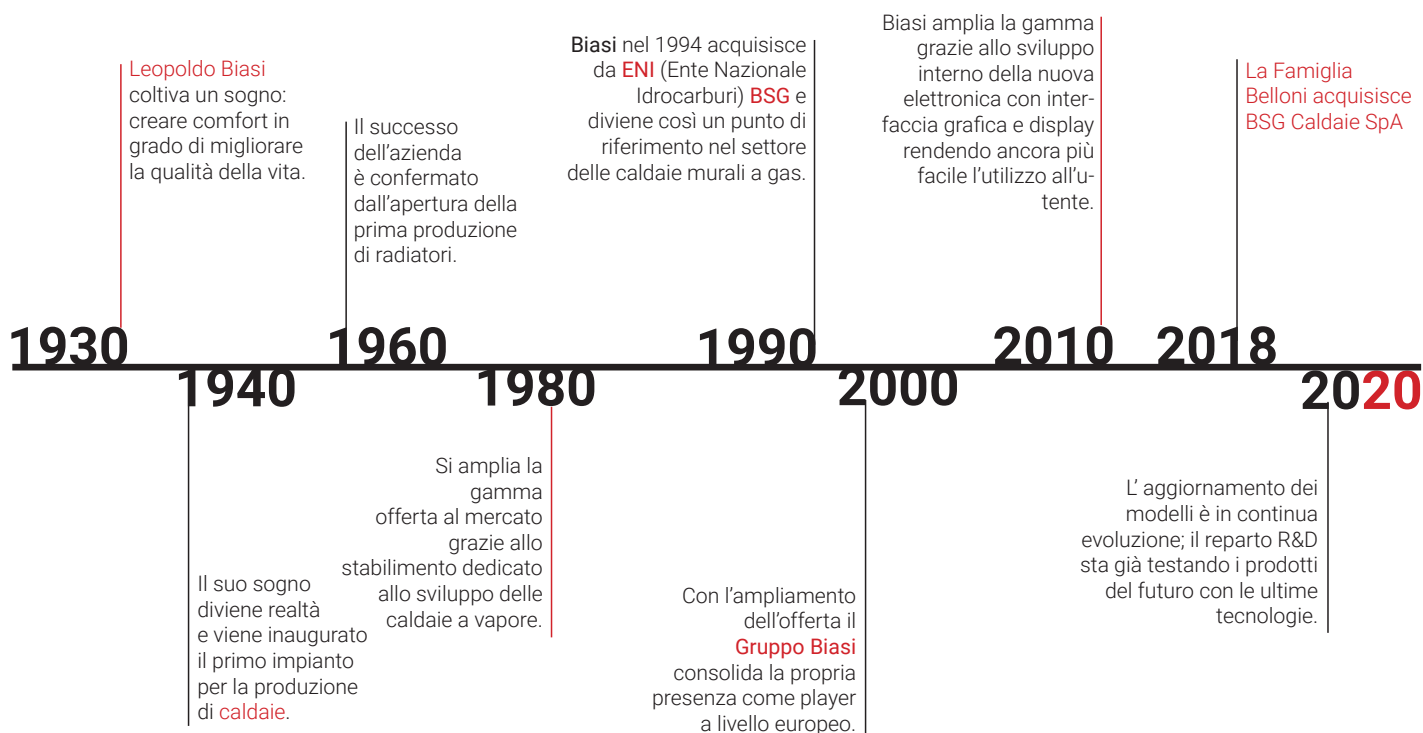 Leopoldo Biasi
coltiva un sogno:
creare comfort in
grado di migliorare
la qualità della vita.
1930
Il suo sogno
diviene realtà
e viene inaugurato
il primo impianto
per la produzione
di caldaie.
1940
Il successo
dell'azienda
è confermato
dall'apertura della
prima produzione
di radiatori.
1960
1980
Si amplia la
gamma
offerta al mercato
grazie allo
stabilimento dedicato
allo sviluppo delle
caldaie a vapore.
Biasi nel 1994 acquisisce
da ENI (Ente Nazionale
Idrocarburi) BSG e
diviene così un punto di
riferimento nel settore
delle caldaie murali a gas.
1990
2000
Con l'ampliamento
dell'offerta il
Gruppo Biasi
consolida la propria
presenza come player
a livello europeo.
Biasi amplia la gamma
grazie allo sviluppo
interno della nuova
elettronica con inter-
faccia grafica e display
rendendo ancora più
facile l'utilizzo all'u-
tente.
2010
La Famiglia
Belloni acquisisce
BSG Caldaie SpA
2018
2020
L' aggiornamento dei
modelli è in continua
evoluzione; il reparto R&D
sta già testando i prodotti
del futuro con le ultime
tecnologie.